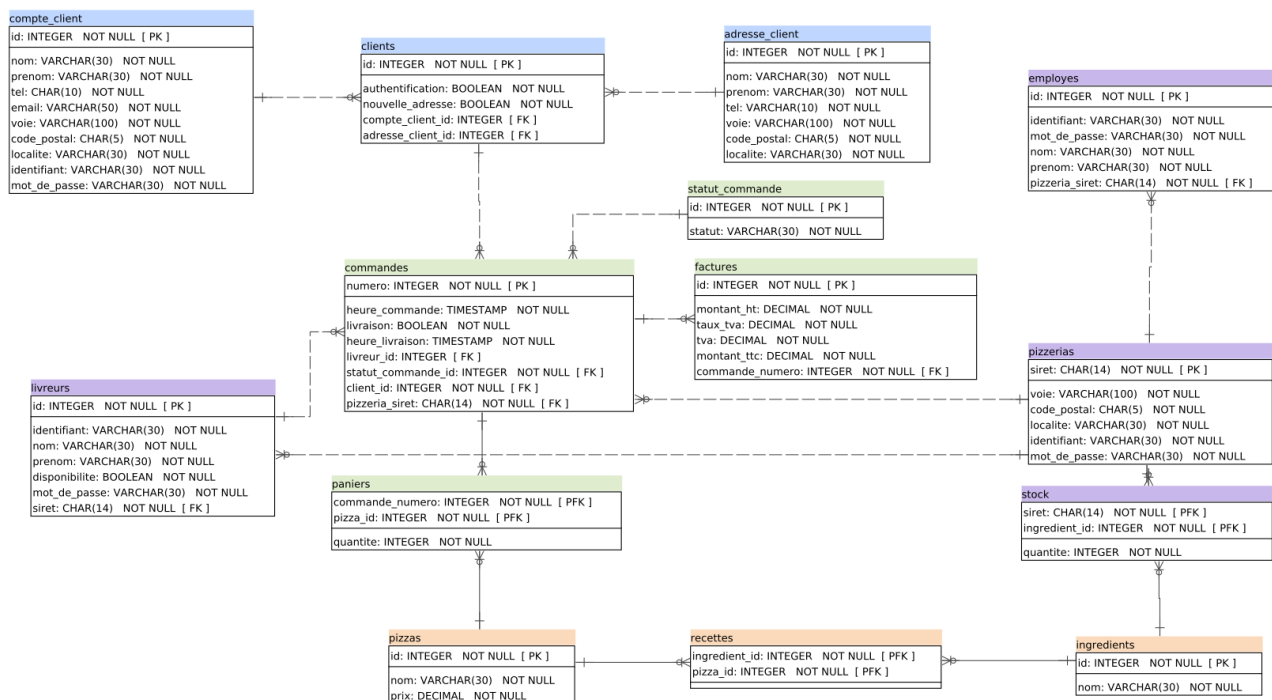 compte_client
id: INTEGER NOT NULL [ PK ]
nom: VARCHAR(30) NOT NULL
prenom: VARCHAR(30) NOT NULL
tel: CHAR(10) NOT NULL
email: VARCHAR(50) NOT NULL
voie: VARCHAR(100) NOT NULL
code_postal: CHAR(5) NOT NULL
localite: VARCHAR(30) NOT NULL
identifiant: VARCHAR(30) NOT NULL
mot_de_passe: VARCHAR(30) NOT NULL
clients
id: INTEGER NOT NULL [ PK ]
authentification: BOOLEAN NOT NULL
nouvelle_adresse: BOOLEAN NOT NULL
compte_client_id: INTEGER [ FK ]
adresse_client_id: INTEGER [ FK ]
adresse_client
id: INTEGER NOT NULL [ PK ]
nom: VARCHAR(30) NOT NULL
prenom: VARCHAR(30) NOT NULL
tel: VARCHAR(10) NOT NULL
voie: VARCHAR(100) NOT NULL
code_postal: CHAR(5) NOT NULL
localite: VARCHAR(30) NOT NULL
employes
id: INTEGER NOT NULL [ PK ]
identifiant: VARCHAR(30) NOT NULL
mot_de_passe: VARCHAR(30) NOT NULL
nom: VARCHAR(30) NOT NULL
prenom: VARCHAR(30) NOT NULL
pizzeria_siret: CHAR(14) NOT NULL [ FK ]
statut_commande
id: INTEGER NOT NULL [ PK ]
statut: VARCHAR(30) NOT NULL
commandes
numero: INTEGER NOT NULL [ PK ]
heure_commande: TIMESTAMP NOT NULL
livraison: BOOLEAN NOT NULL
heure_livraison: TIMESTAMP NOT NULL
livreur_id: INTEGER [ FK ]
statut_commande_id: INTEGER NOT NULL [ FK ]
client_id: INTEGER NOT NULL [ FK ]
pizzeria_siret: CHAR(14) NOT NULL [ FK ]
factures
id: INTEGER NOT NULL [ PK ]
montant_ht: DECIMAL NOT NULL
taux_tva: DECIMAL NOT NULL
tva: DECIMAL NOT NULL
montant_ttc: DECIMAL NOT NULL
commande_numero: INTEGER NOT NULL [ FK ]
pizzerias
siret: CHAR(14) NOT NULL [ PK ]
voie: VARCHAR(100) NOT NULL
code_postal: CHAR(5) NOT NULL
localite: VARCHAR(30) NOT NULL
identifiant: VARCHAR(30) NOT NULL
mot_de_passe: VARCHAR(30) NOT NULL
livreurs
id: INTEGER NOT NULL [ PK ]
identifiant: VARCHAR(30) NOT NULL
nom: VARCHAR(30) NOT NULL
prenom: VARCHAR(30) NOT NULL
disponibilite: BOOLEAN NOT NULL
mot_de_passe: VARCHAR(30) NOT NULL
siret: CHAR(14) NOT NULL [ FK ]
paniers
commande_numero: INTEGER NOT NULL [ PFK ]
pizza_id: INTEGER NOT NULL [ PFK ]
quantite: INTEGER NOT NULL
stock
siret: CHAR(14) NOT NULL [ PFK ]
ingredient_id: INTEGER NOT NULL [ PFK ]
quantite: INTEGER NOT NULL
pizzas
id: INTEGER NOT NULL [ PK ]
nom: VARCHAR(30) NOT NULL
prix: DECIMAL NOT NULL
recettes
ingredient_id: INTEGER NOT NULL [ PFK ]
pizza_id: INTEGER NOT NULL [ PFK ]
ingredients
id: INTEGER NOT NULL [ PK ]
nom: VARCHAR(30) NOT NULL